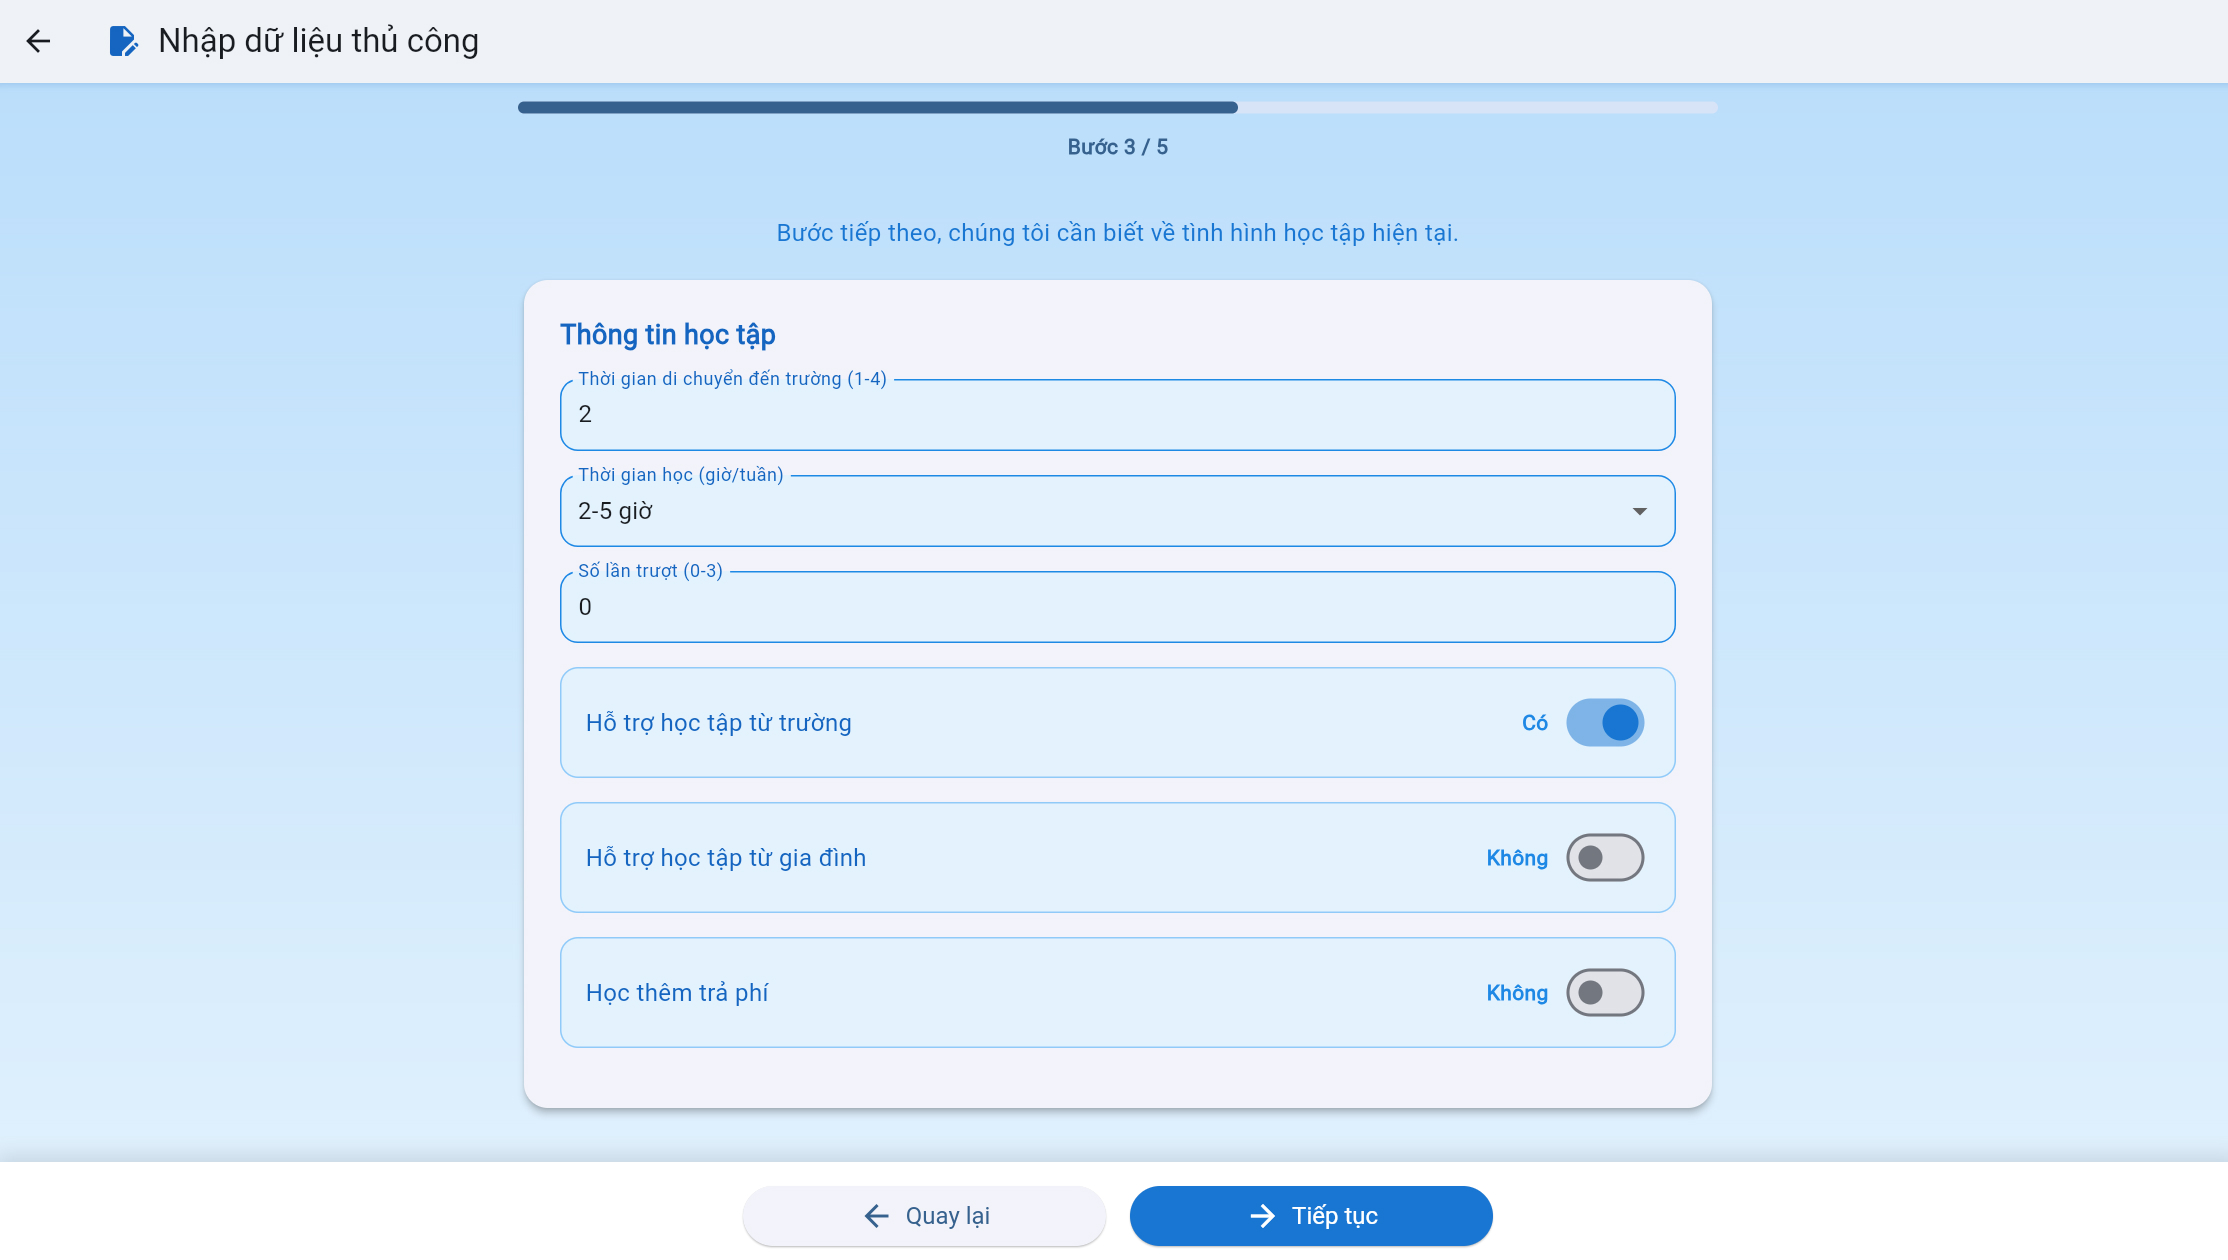 Nhập dữ liệu thủ công
Bước 3 / 5
Bước tiếp theo, chúng tôi cần biết về tình hình học tập hiện tại.
Thông tin học tập
Thời gian di chuyển đến trường (1-4)
2
Thời gian học (giờ/tuần)
2-5 giờ
Số lần trượt (0-3)
0
Hỗ trợ học tập từ trường
Có
Hỗ trợ học tập từ gia đình
Không
Học thêm trả phí
Không
Quay lại
Tiếp tục